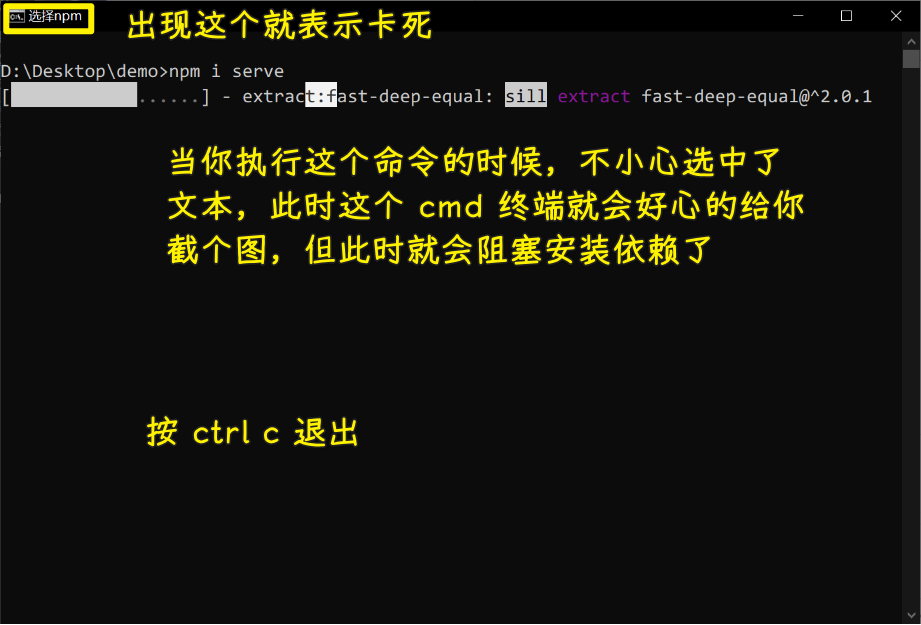 选择npm
出现这个就表示卡死
D:\Desktop\demo>npm i serve
[      ......] - extract:fast-deep-equal: sill extract fast-deep-equal@^2.0.1
当你执行这个命令的时候，不小心选中了
文本，此时这个 cmd 终端就会好心的给你
截个图，但此时就会阻塞安装依赖了
按 ctrl c 退出